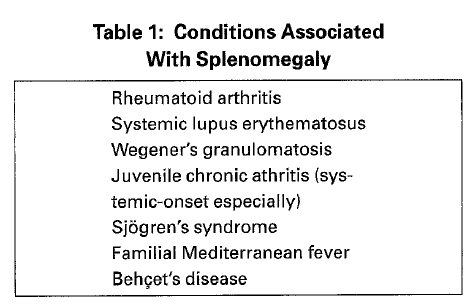 Table 1: Conditions Associated
With Splenomegaly
Rheumatoid arthritis
Systemic lupus erythematosus
Wegener's granulomatosis
Juvenile chronic athritis (sys-
temic-onset especially)
Sjögren's syndrome
Familial Mediterranean fever
Behçet's disease